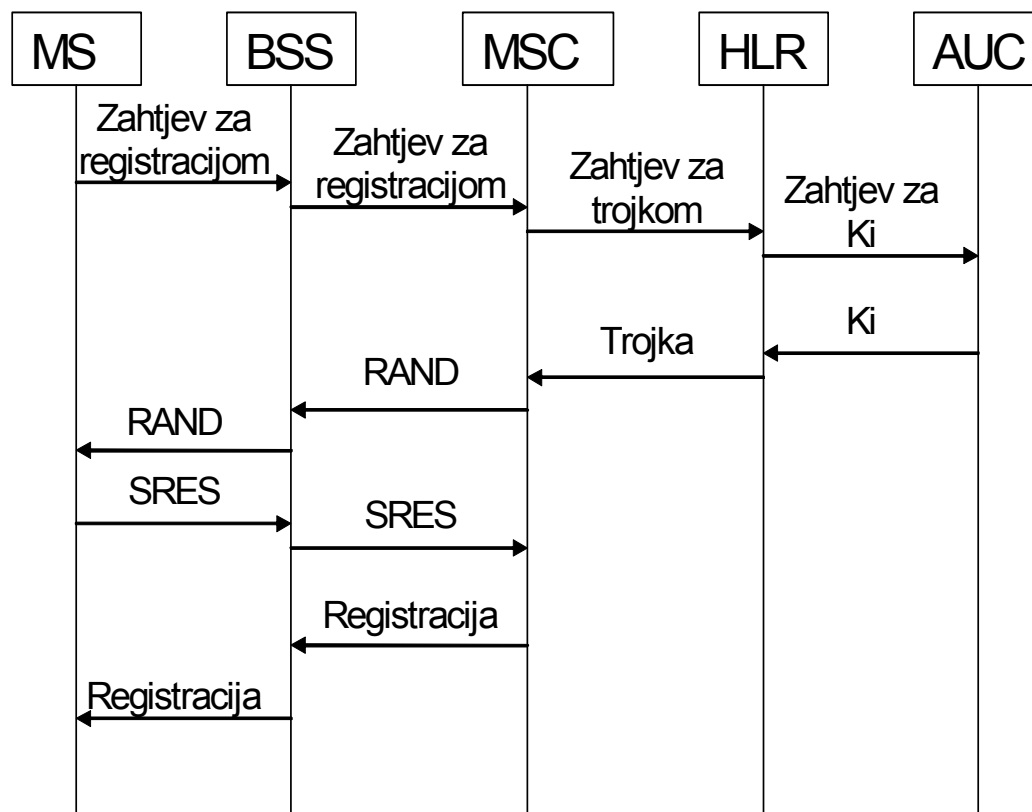 MS
BSS
MSC
HLR
AUC
Zahtjev za
registracijom
Zahtjev za
registracijom
Zahtjev za
trojkom
Zahtjev za
Ki
Ki
Trojka
RAND
RAND
SRES
SRES
Registracija
Registracija